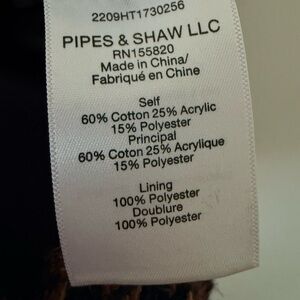 2209HT1730256
PIPES & SHAW LLC
RN155820
Made in China/
Fabriqué en Chine
Self
60% Cotton 25% Acrylic
15% Polyester
Principal
60% Coton 25% Acrylique
15% Polyester
Lining
100% Polyester
Doublure
100% Polyester